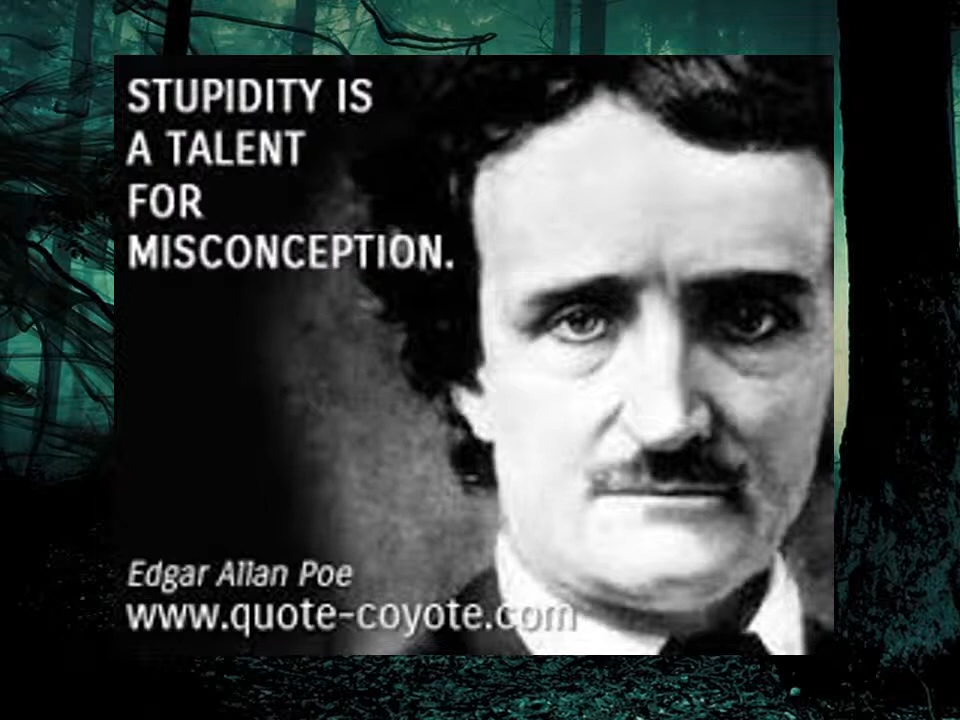 STUPIDITY IS
A TALENT
FOR
MISCONCEPTION.
Edgar Allan Poe
www.quote-coyote.com